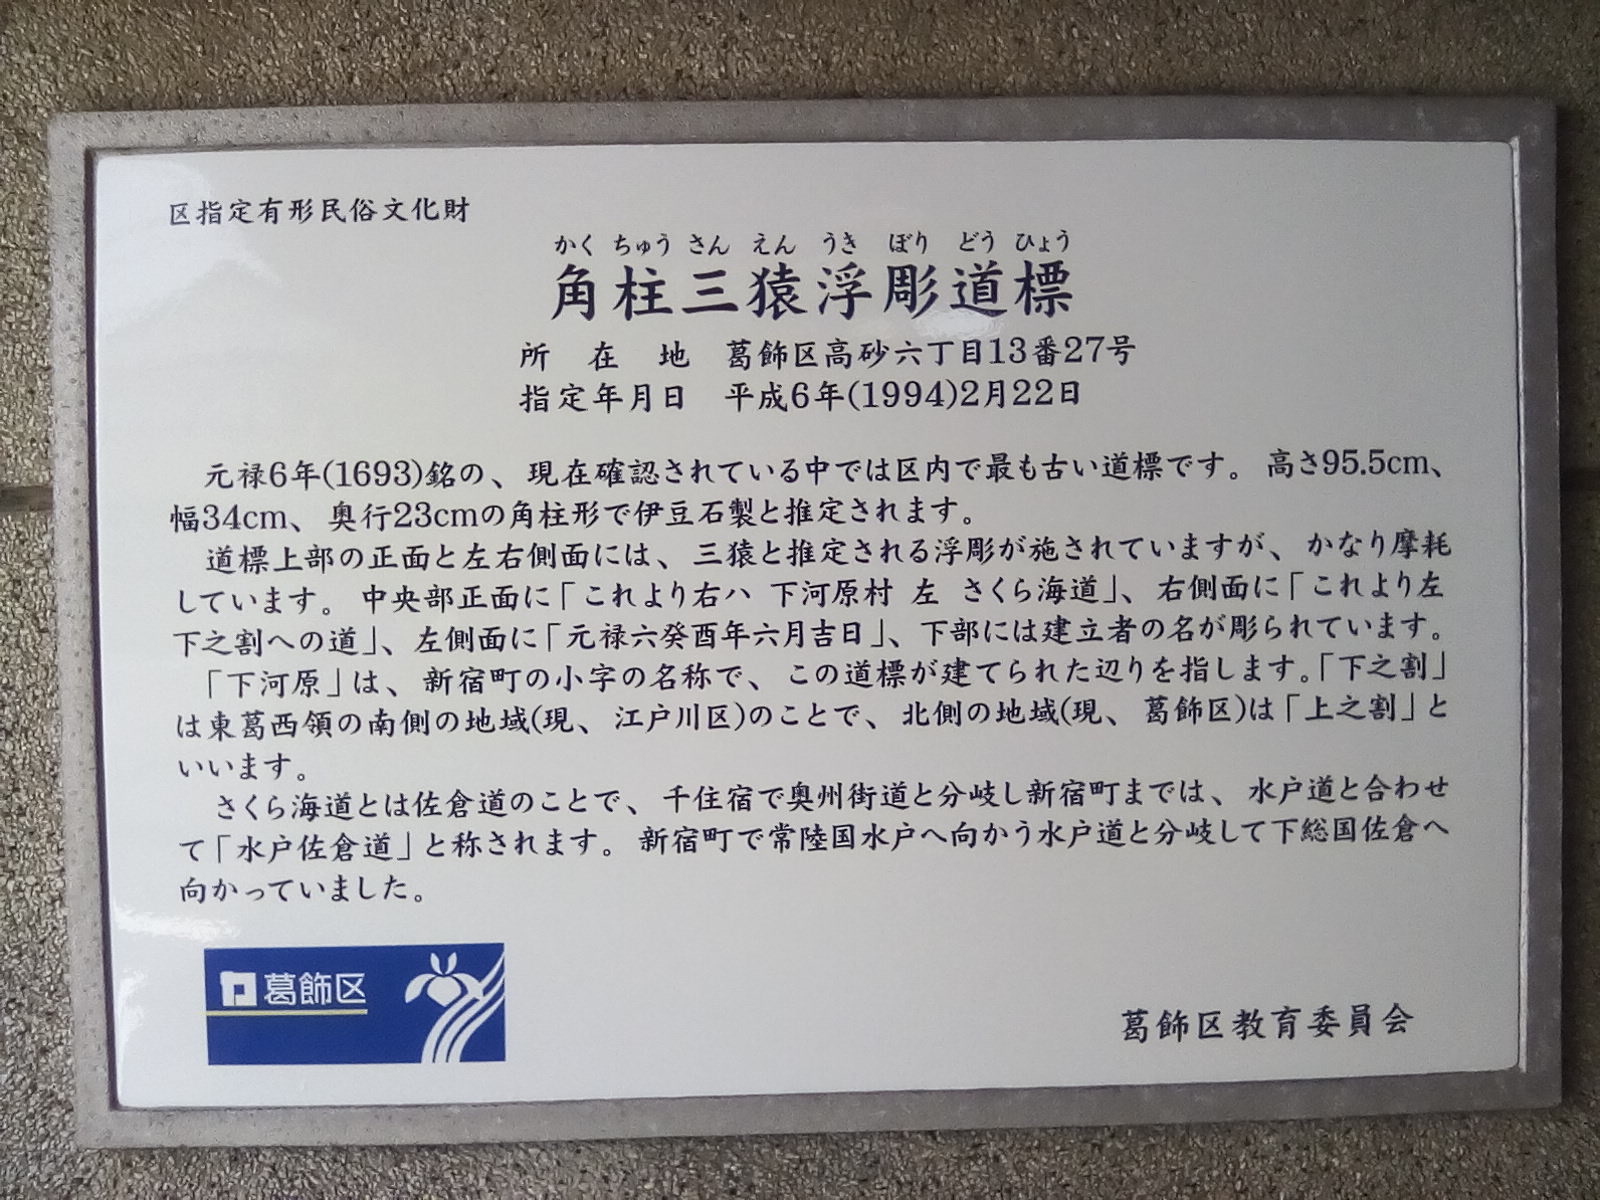 区指定有形民俗文化財
かくちゅうさんえんうきぼりどうひょう
角柱三猿浮彫道標
所在地 葛飾区高砂六丁目13番27号
指定年月日 平成6年(1994)2月22日
元禄6年(1693)銘の、現在確認されている中では区内で最も古い道標です。高さ95.5cm、
幅34cm、奥行23cmの角柱形で伊豆石製と推定されます。
道標上部の正面と左右側面には、三猿と推定される浮彫が施されていますが、かなり摩耗
しています。中央部正面に「これより右ハ 下河原村 左 さくら海道」、右側面に「これより左
下之割への道」、左側面に「元禄六癸酉年六月吉日」、下部には建立者の名が彫られています。
「下河原」は、新宿町の小字の名称で、この道標が建てられた辺りを指します。「下之割」
は東葛西領の南側の地域(現、江戸川区)のことで、北側の地域(現、葛飾区)は「上之割」と
いいます。
さくら海道とは佐倉道のことで、千住宿で奥州街道と分岐し新宿町までは、水戸道と合わせ
て「水戸佐倉道」と称されます。新宿町で常陸国水戸へ向かう水戸道と分岐して下総国佐倉へ
向かっていました。
葛飾区
葛飾区教育委員会